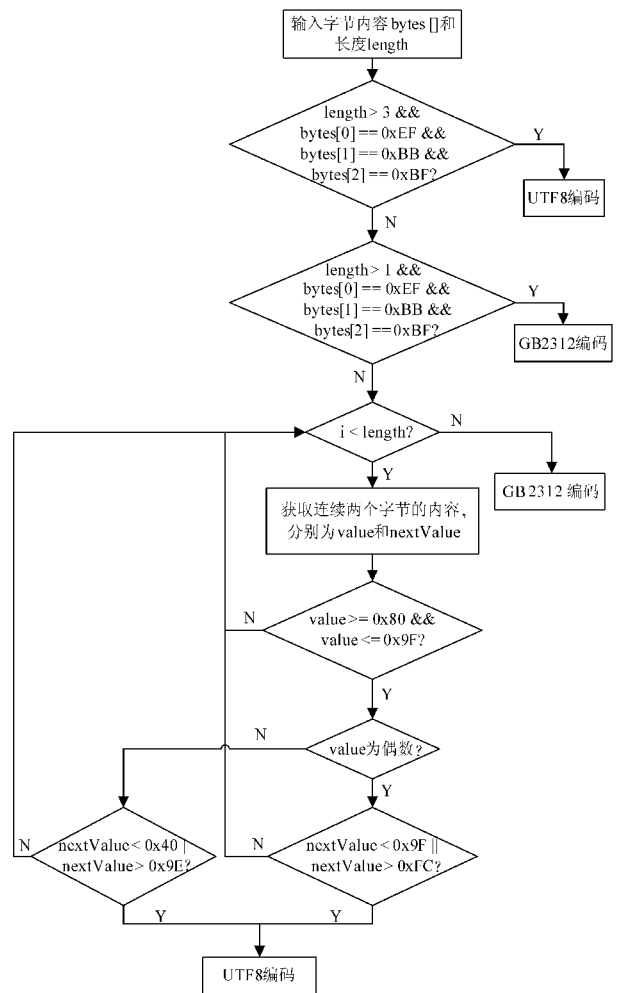 输入字节内容bytes []和
长度length
length> 3 &&
bytes[0] == 0xEF &&
bytes[1] == 0xBB &&
bytes[2] == 0xBF?
Y
UTF8编码
N
length> 1 &&
bytes[0] == 0xEF &&
bytes[1] == 0xBB &&
bytes[2] == 0xBF?
Y
GB2312编码
N
i < length?
N
Y
GB 2312 编码
获取连续两个字节的内容，
分别为value和nextValue
N
value>= 0x80 &&
value <= 0x9F?
Y
N
value为偶数?
Y
N
nextValue< 0x40 |
nextValue> 0x9E?
N
nextValue < 0x9F ||
nextValue> 0xFC?
Y
Y
UTF8编码